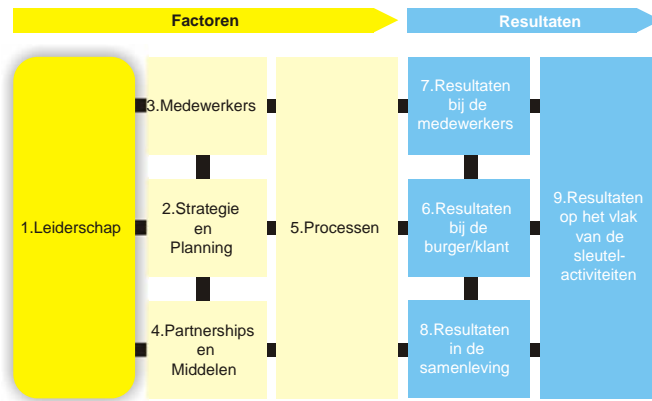 Factoren
Resultaten
1.Leiderschap
3.Medewerkers
2.Strategie
en
Planning
4.Partnerships
en
Middelen
5.Processen
7.Resultaten
bij de
medewerkers
6.Resultaten
bij de
burger/klant
8.Resultaten
in de
samenleving
9.Resultaten
op het vlak
van de
sleutel-
activiteiten